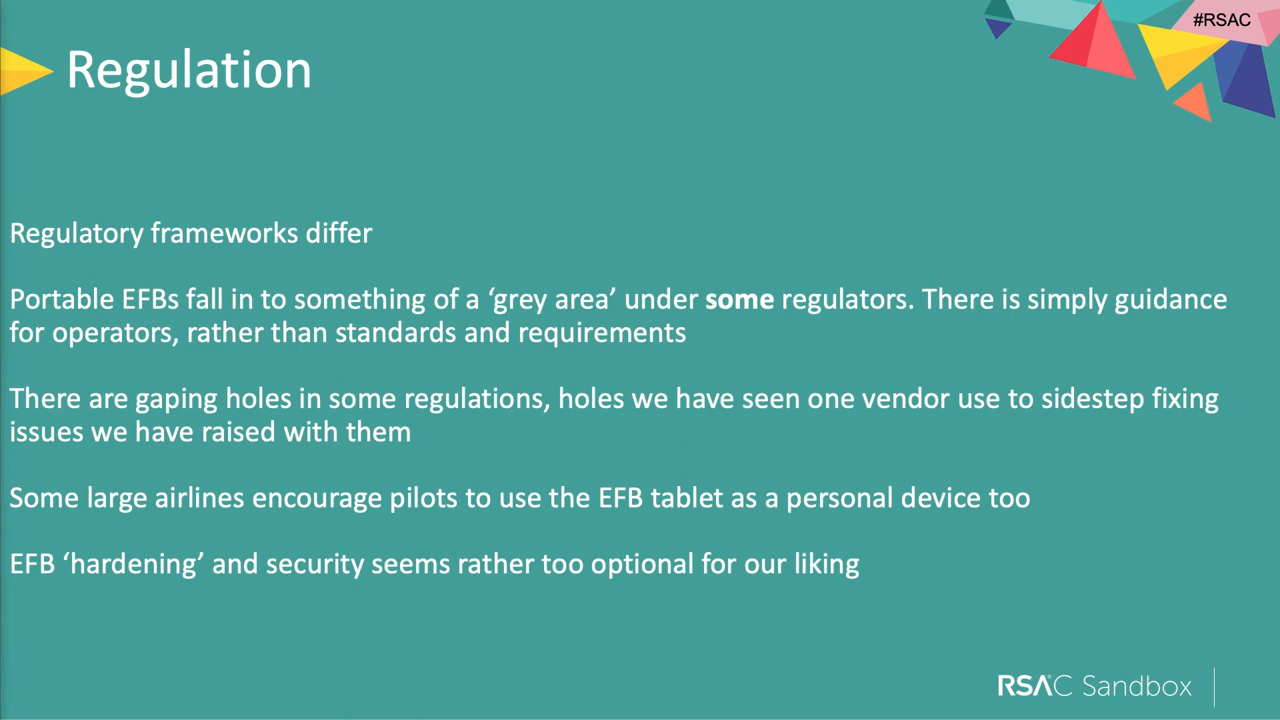 #RSAC
Regulation
Regulatory frameworks differ
Portable EFBs fall in to something of a ‘grey area’ under some regulators. There is simply guidance
for operators, rather than standards and requirements
There are gaping holes in some regulations, holes we have seen one vendor use to sidestep fixing
issues we have raised with them
Some large airlines encourage pilots to use the EFB tablet as a personal device too
EFB ‘hardening’ and security seems rather too optional for our liking
RSAC Sandbox